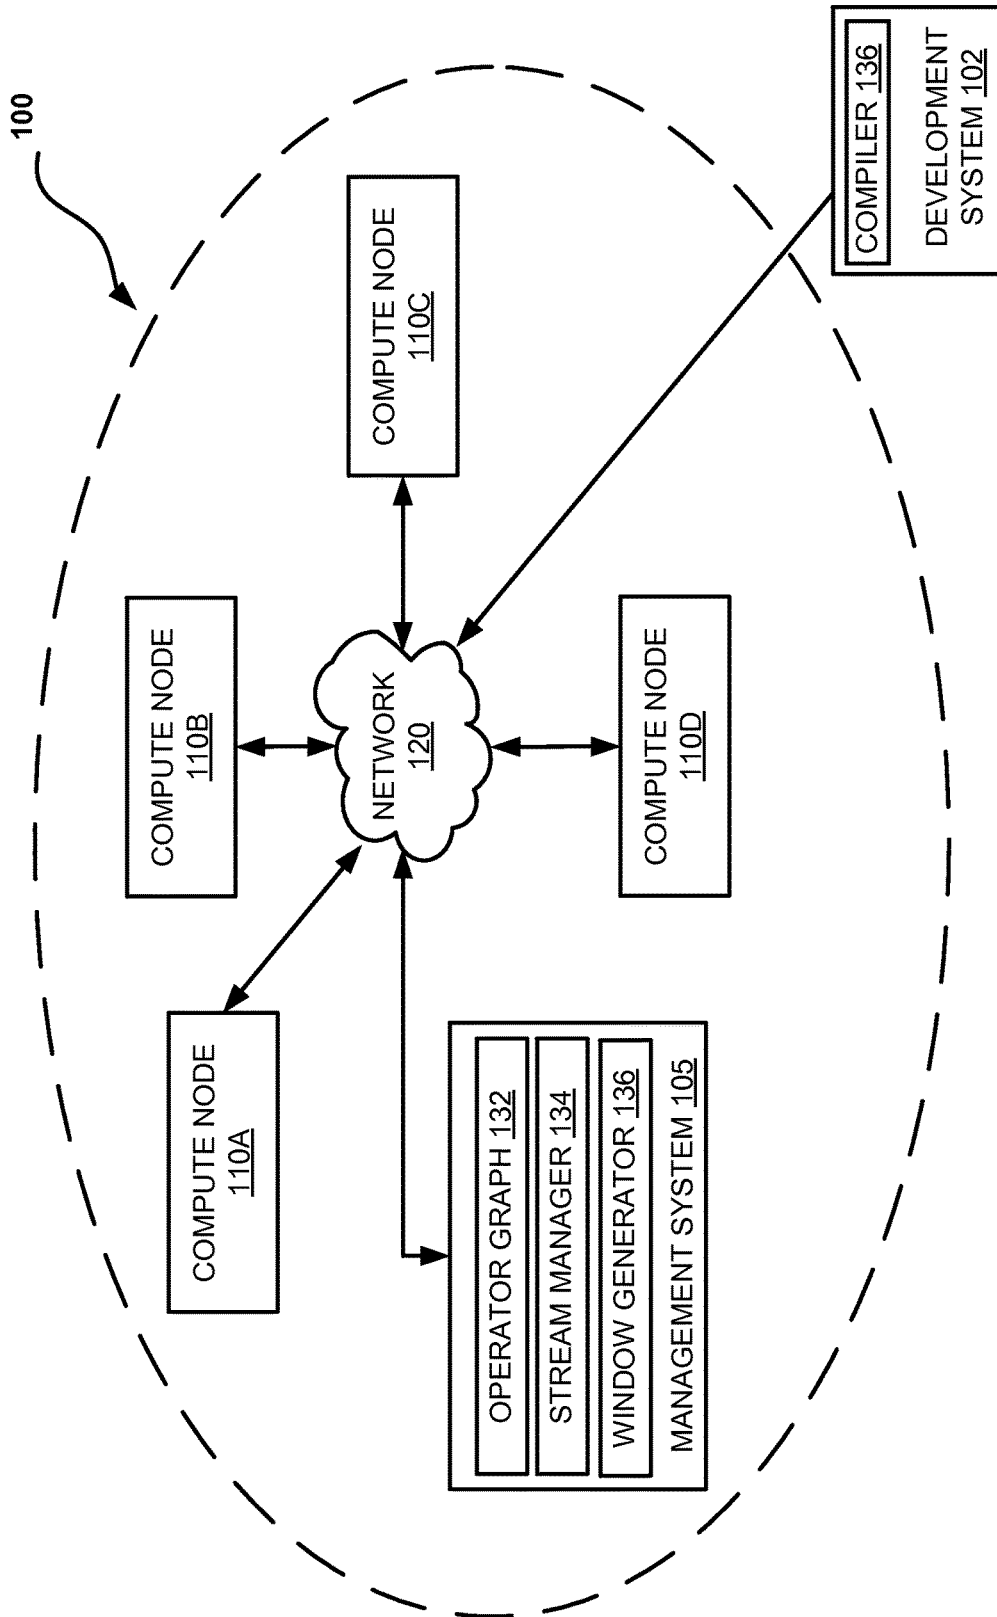 100
COMPUTE NODE
110A
COMPUTE NODE
110B
COMPUTE NODE
110C
NETWORK
120
OPERATOR GRAPH 132
STREAM MANAGER 134
WINDOW GENERATOR 136
MANAGEMENT SYSTEM 105
COMPUTE NODE
110D
COMPILER 136
DEVELOPMENT
SYSTEM 102